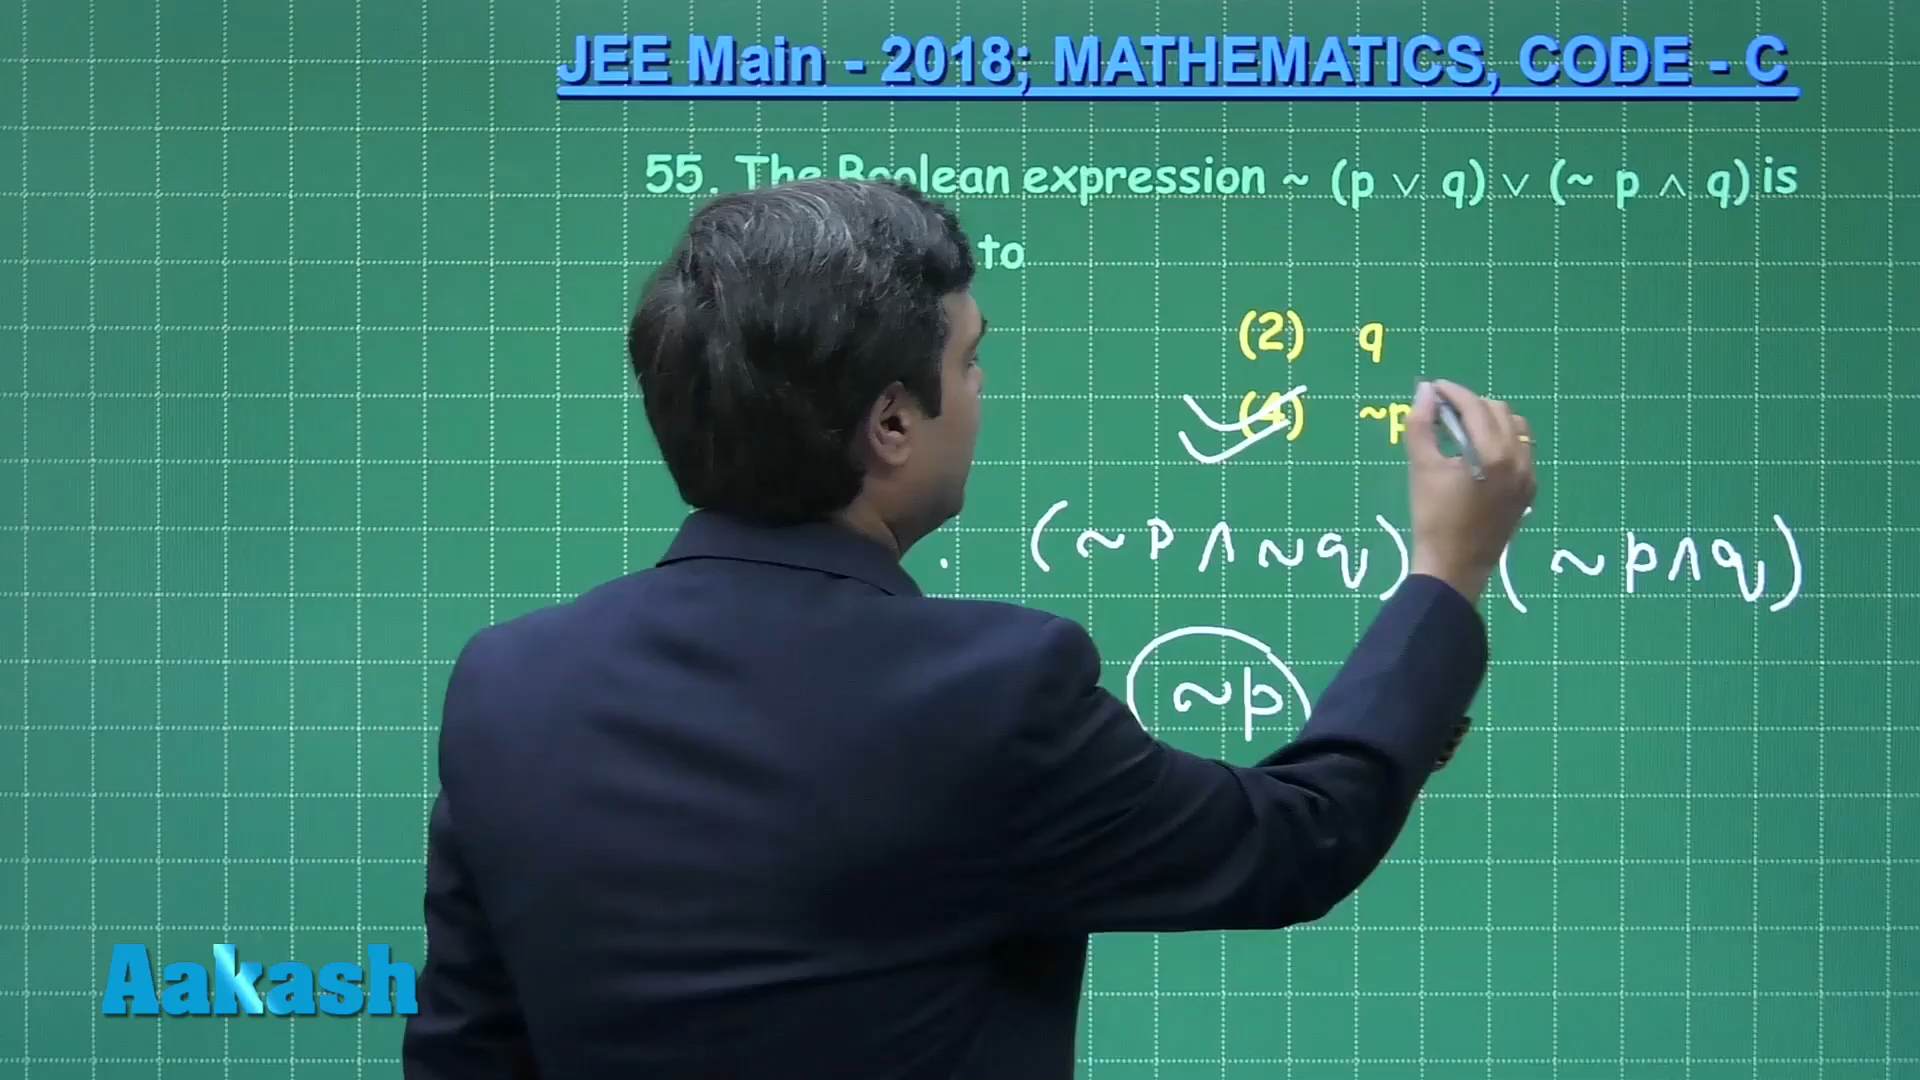 JEE Main - 2018; MATHEMATICS, CODE - C
55. The Boolean expression ~ (p ∨ q) ∨ (~ p ∧ q) is
to
(2) q
(4) ~p
(~p ∧ ~q) (~p ∧ q)
~p
Aakash